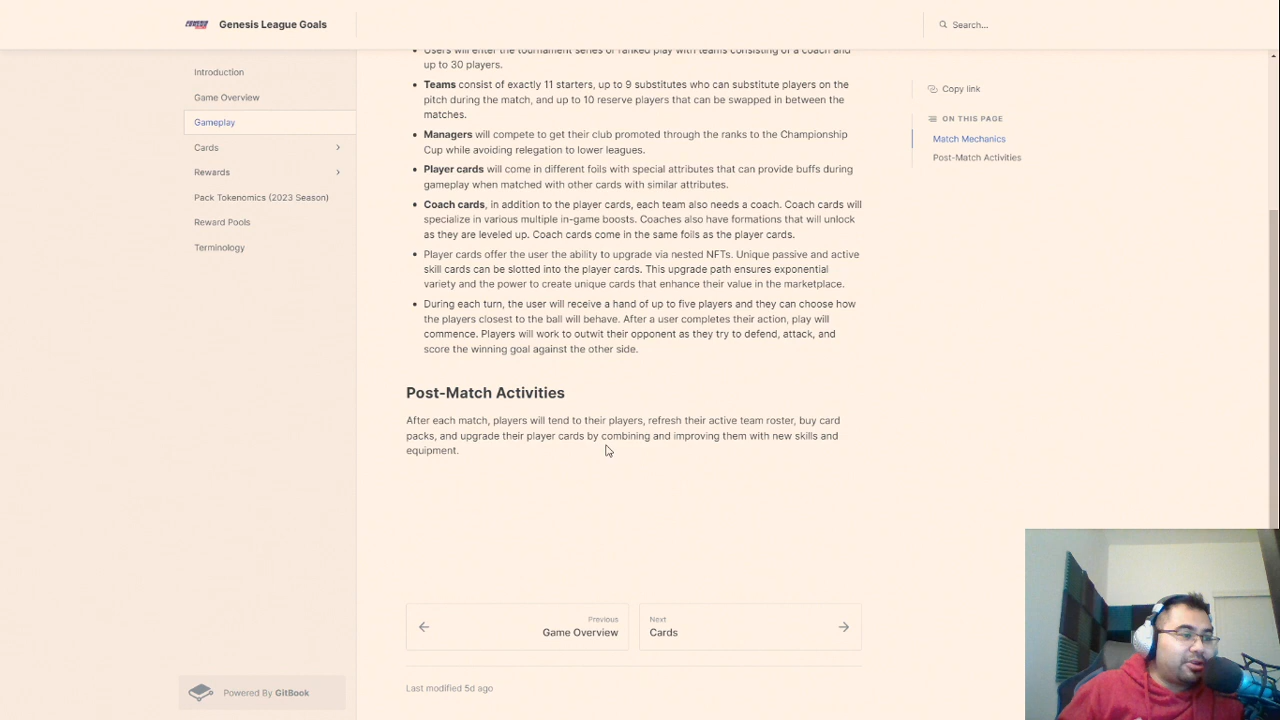 Genesis League Goals
Search...
Introduction
Game Overview
Gameplay
Cards
Rewards
Pack Tokenomics (2023 Season)
Reward Pools
Terminology
Users will enter the tournament series or ranked play with teams consisting of a coach and
up to 30 players.
Teams consist of exactly 11 starters, up to 9 substitutes who can substitute players on the
pitch during the match, and up to 10 reserve players that can be swapped in between the
matches.
Managers will compete to get their club promoted through the ranks to the Championship
Cup while avoiding relegation to lower leagues.
Player cards will come in different foils with special attributes that can provide buffs during
gameplay when matched with other cards with similar attributes.
Coach cards, in addition to the player cards, each team also needs a coach. Coach cards will
specialize in various multiple in-game boosts. Coaches also have formations that will unlock
as they are leveled up. Coach cards come in the same foils as the player cards.
Player cards offer the user the ability to upgrade via nested NFTs. Unique passive and active
skill cards can be slotted into the player cards. This upgrade path ensures exponential
variety and the power to create unique cards that enhance their value in the marketplace.
During each turn, the user will receive a hand of up to five players and they can choose how
the players closest to the ball will behave. After a user completes their action, play will
commence. Players will work to outwit their opponent as they try to defend, attack, and
score the winning goal against the other side.
Post-Match Activities
After each match, players will tend to their players, refresh their active team roster, buy card
packs, and upgrade their player cards by combining and improving them with new skills and
equipment.
Previous
Game Overview
Next
Cards
Last modified 5d ago
Copy link
ON THIS PAGE
Match Mechanics
Post-Match Activities
Powered By GitBook